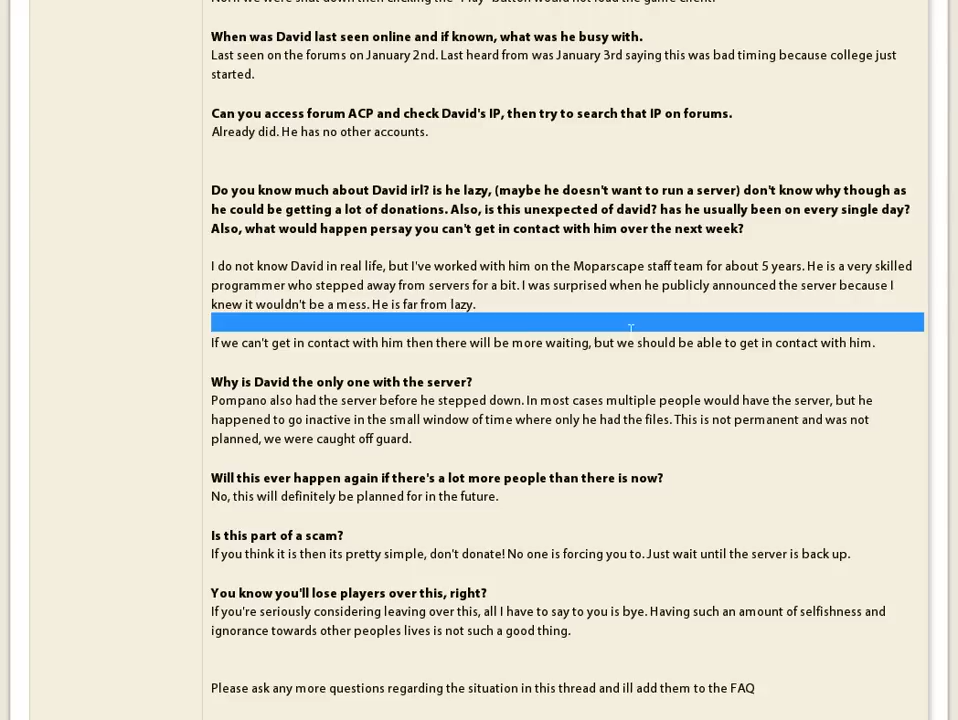 When was David last seen online and if known, what was he busy with.
Last seen on the forums on January 2nd. Last heard from was January 3rd saying this was bad timing because college just
started.
Can you access forum ACP and check David's IP, then try to search that IP on forums.
Already did. He has no other accounts.
Do you know much about David irl? is he lazy, (maybe he doesn't want to run a server) don't know why though as
he could be getting a lot of donations. Also, is this unexpected of david? has he usually been on every single day?
Also, what would happen persay you can't get in contact with him over the next week?
I do not know David in real life, but I've worked with him on the Moparscape staff team for about 5 years. He is a very skilled
programmer who stepped away from servers for a bit. I was surprised when he publicly announced the server because I
knew it wouldn't be a mess. He is far from lazy.
If we can't get in contact with him then there will be more waiting, but we should be able to get in contact with him.
Why is David the only one with the server?
Pompano also had the server before he stepped down. In most cases multiple people would have the server, but he
happened to go inactive in the small window of time where only he had the files. This is not permanent and was not
planned, we were caught off guard.
Will this ever happen again if there's a lot more people than there is now?
No, this will definitely be planned for in the future.
Is this part of a scam?
If you think it is then its pretty simple, don't donate! No one is forcing you to. Just wait until the server is back up.
You know you'll lose players over this, right?
If you're seriously considering leaving over this, all I have to say to you is bye. Having such an amount of selfishness and
ignorance towards other peoples lives is not such a good thing.
Please ask any more questions regarding the situation in this thread and ill add them to the FAQ